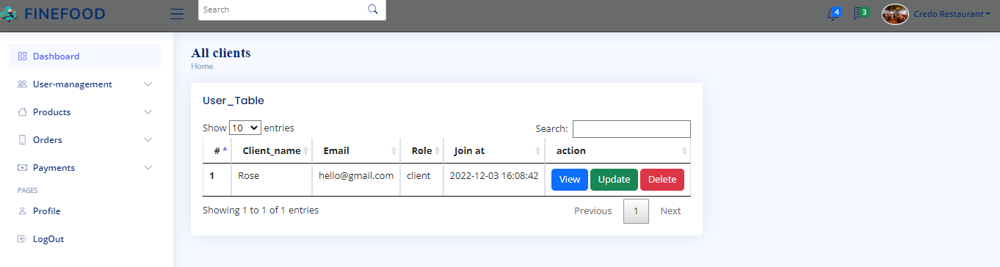 FINEFOOD
Search
4
3
Credo Restaurant
Dashboard
User-management
Products
Orders
Payments
PAGES
Profile
LogOut
All clients
Home
User_Table
Show 10 entries
Search:
# Client_name Email Role Join at action
1 Rose hello@gmail.com client 2022-12-03 16:08:42 View Update Delete
Showing 1 to 1 of 1 entries
Previous 1 Next